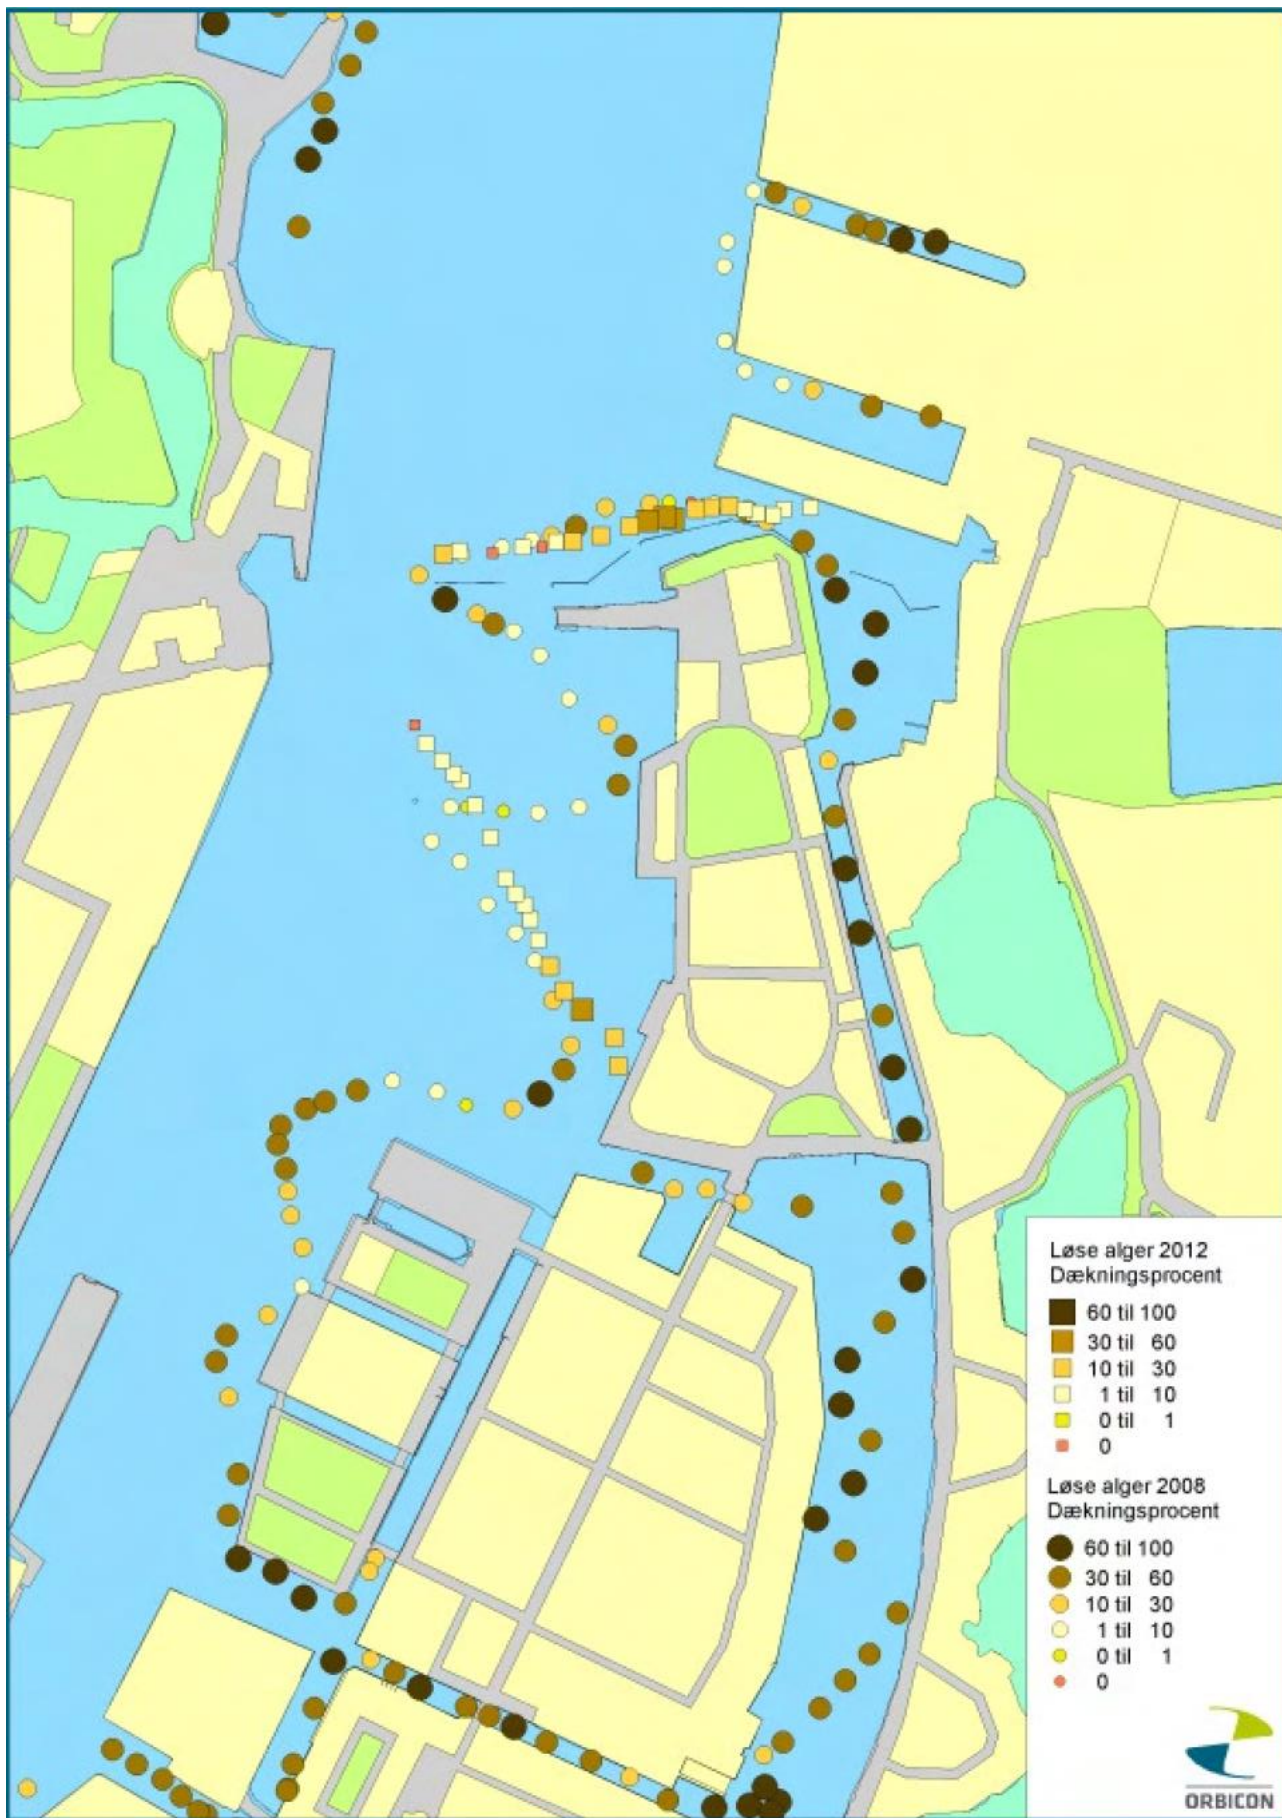 Løse alger 2012
Dækningsprocent
60 til 100
30 til 60
10 til 30
1 til 10
0 til 1
0
Løse alger 2008
Dækningsprocent
60 til 100
30 til 60
10 til 30
1 til 10
0 til 1
0
ORBICON